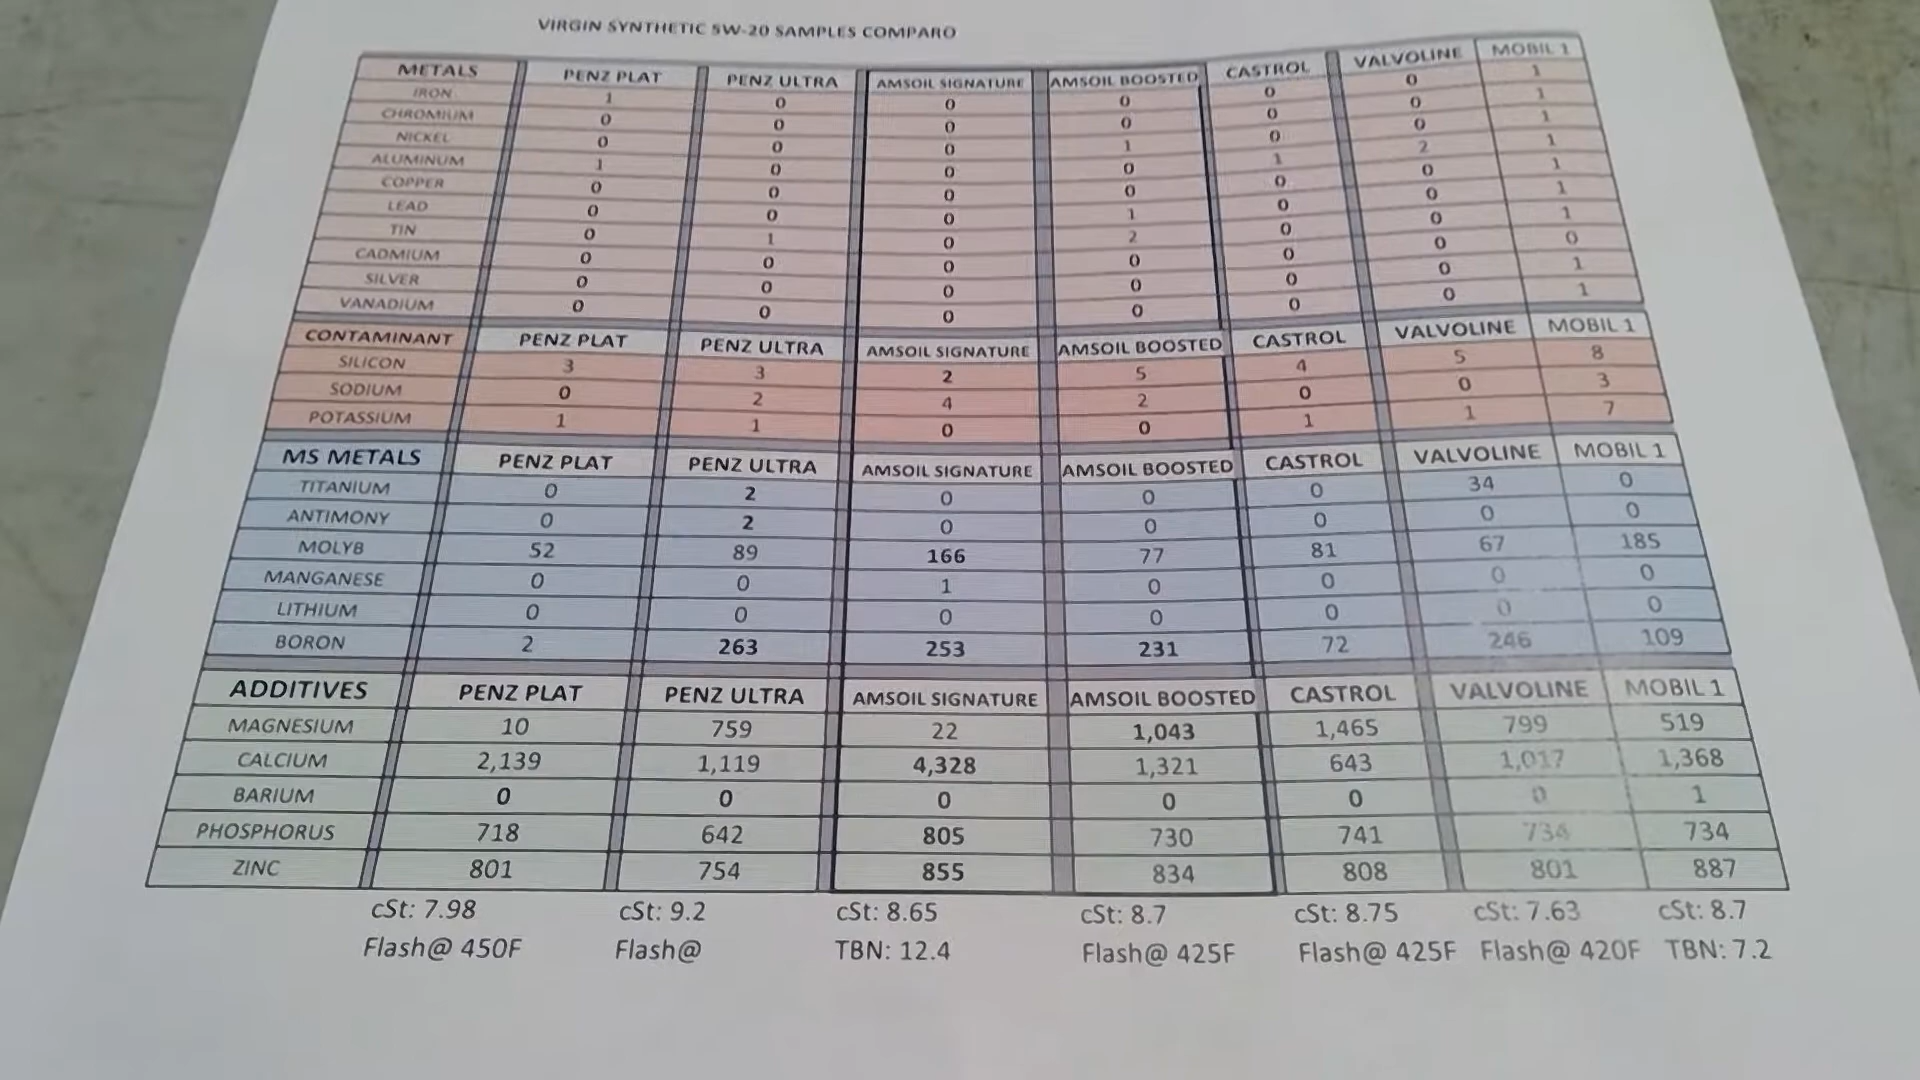 VIRGIN SYNTHETIC 5W-20 SAMPLES COMPARO
METALS PENZ PLAT PENZ ULTRA AMSOIL SIGNATURE AMSOIL BOOSTED CASTROL VALVOLINE MOBIL 1
IRON 1 0 0 0 0 0 1
CHROMIUM 0 0 0 0 0 0 1
NICKEL 0 0 0 1 0 0 1
ALUMINUM 1 0 0 0 1 2 1
COPPER 0 0 0 0 0 0 1
LEAD 0 0 0 1 0 0 1
TIN 0 1 0 2 0 0 1
CADMIUM 0 0 0 0 0 0 0
SILVER 0 0 0 0 0 0 1
VANADIUM 0 0 0 0 0 0 1
CONTAMINANT PENZ PLAT PENZ ULTRA AMSOIL SIGNATURE AMSOIL BOOSTED CASTROL VALVOLINE MOBIL 1
SILICON 3 3 2 5 4 5 8
SODIUM 0 2 4 2 0 0 3
POTASSIUM 1 1 0 0 1 1 7
MS METALS PENZ PLAT PENZ ULTRA AMSOIL SIGNATURE AMSOIL BOOSTED CASTROL VALVOLINE MOBIL 1
TITANIUM 0 2 0 0 0 34 0
ANTIMONY 0 2 0 0 0 0 0
MOLYB 52 89 166 77 81 67 185
MANGANESE 0 0 1 0 0 0 0
LITHIUM 0 0 0 0 0 0 0
BORON 2 263 253 231 72 246 109
ADDITIVES PENZ PLAT PENZ ULTRA AMSOIL SIGNATURE AMSOIL BOOSTED CASTROL VALVOLINE MOBIL 1
MAGNESIUM 10 759 22 1,043 1,465 799 519
CALCIUM 2,139 1,119 4,328 1,321 643 1,017 1,368
BARIUM 0 0 0 0 0 0 1
PHOSPHORUS 718 642 805 730 741 734 734
ZINC 801 754 855 834 808 801 887
cSt: 7.98 cSt: 9.2 cSt: 8.65 cSt: 8.7 cSt: 8.75 cSt: 7.63 cSt: 8.7
Flash@ 450F Flash@ TBN: 12.4 Flash@ 425F Flash@ 425F Flash@ 420F TBN: 7.2